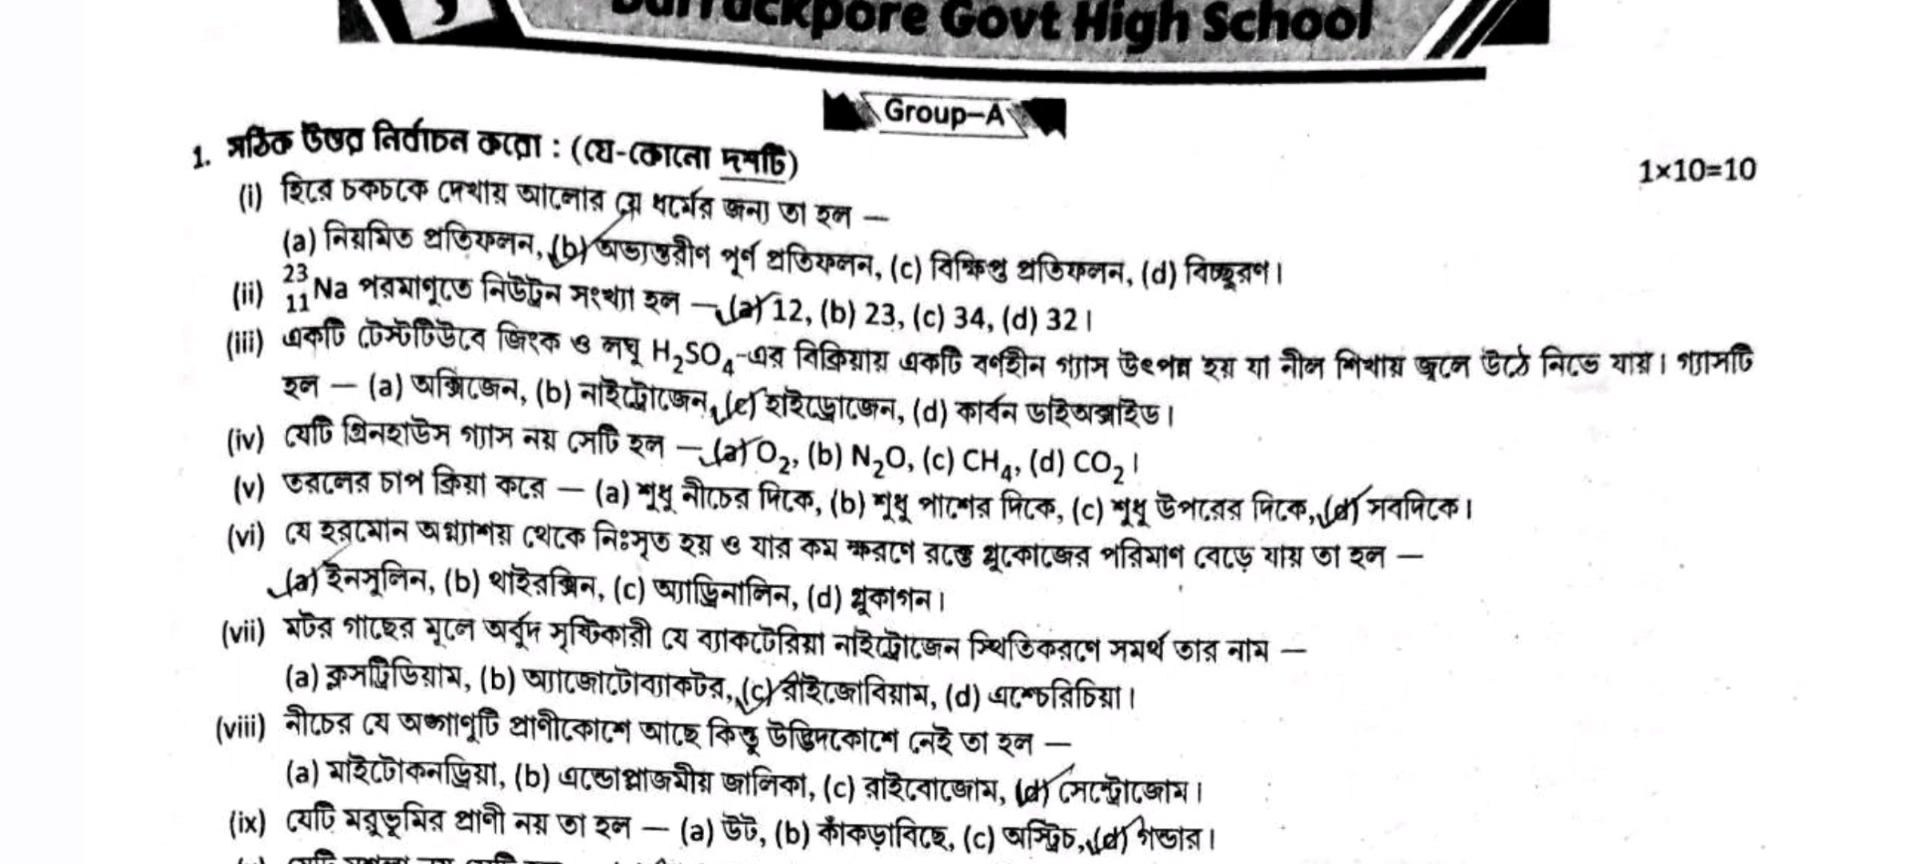 Barrackpore Govt High School
Group–A
1. সঠিক উত্তর নির্বাচন করো : (যে-কোনো দশটি)
1×10=10
(i) হিরে চকচকে দেখায় আলোর যে ধর্মের জন্য তা হল —
(a) নিয়মিত প্রতিফলন, (b) অভ্যন্তরীণ পূর্ণ প্রতিফলন, (c) বিক্ষিপ্ত প্রতিফলন, (d) বিচ্ছুরণ।
(ii) ²³₁₁Na পরমাণুতে নিউট্রন সংখ্যা হল — (a) 12, (b) 23, (c) 34, (d) 32।
(iii) একটি টেস্টটিউবে জিংক ও লঘু H₂SO₄-এর বিক্রিয়ায় একটি বর্ণহীন গ্যাস উৎপন্ন হয় যা নীল শিখায় জ্বলে উঠে নিভে যায়। গ্যাসটি
হল — (a) অক্সিজেন, (b) নাইট্রোজেন, (c) হাইড্রোজেন, (d) কার্বন ডাইঅক্সাইড।
(iv) যেটি গ্রিনহাউস গ্যাস নয় সেটি হল — (a) O₂, (b) N₂O, (c) CH₄, (d) CO₂।
(v) তরলের চাপ ক্রিয়া করে — (a) শুধু নীচের দিকে, (b) শুধু পাশের দিকে, (c) শুধু উপরের দিকে, (d) সবদিকে।
(vi) যে হরমোন অগ্ন্যাশয় থেকে নিঃসৃত হয় ও যার কম ক্ষরণে রক্তে গ্লুকোজের পরিমাণ বেড়ে যায় তা হল —
(a) ইনসুলিন, (b) থাইরক্সিন, (c) অ্যাড্রিনালিন, (d) গ্লুকাগন।
(vii) মটর গাছের মূলে অর্বুদ সৃষ্টিকারী যে ব্যাকটেরিয়া নাইট্রোজেন স্থিতিকরণে সমর্থ তার নাম —
(a) ক্লসট্রিডিয়াম, (b) অ্যাজোটোব্যাকটর, (c) রাইজোবিয়াম, (d) এশ্চেরিচিয়া।
(viii) নীচের যে অঙ্গাণুটি প্রাণীকোশে আছে কিন্তু উদ্ভিদকোশে নেই তা হল —
(a) মাইটোকনড্রিয়া, (b) এন্ডোপ্লাজমীয় জালিকা, (c) রাইবোজোম, (d) সেন্ট্রোজোম।
(ix) যেটি মরুভূমির প্রাণী নয় তা হল — (a) উট, (b) কাঁকড়াবিছে, (c) অস্ট্রিচ, (d) গন্ডার।